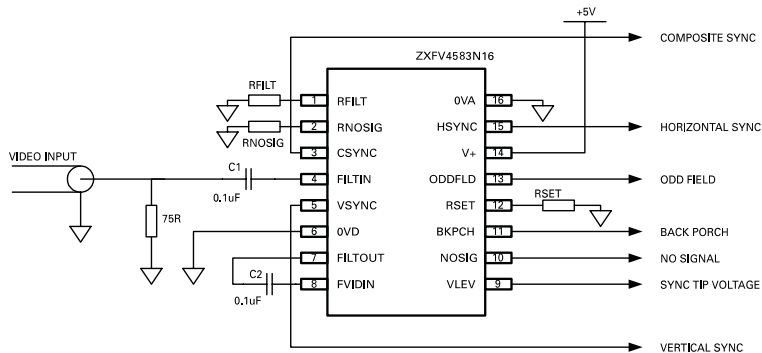 +5V
COMPOSITE SYNC
ZXFV4583N16
RFILT
1 RFILT
0VA 16
2 RNOSIG
HSYNC 15
HORIZONTAL SYNC
RNOSIG
VIDEO INPUT
3 CSYNC
V+ 14
C1
0.1uF
4 FILTIN
ODDFLD 13
ODD FIELD
RSET
5 VSYNC
RSET 12
75R
6 0VD
BKPCH 11
BACK PORCH
7 FILTOUT
NOSIG 10
NO SIGNAL
C2
0.1uF
8 FVIDIN
VLEV 9
SYNC TIP VOLTAGE
VERTICAL SYNC